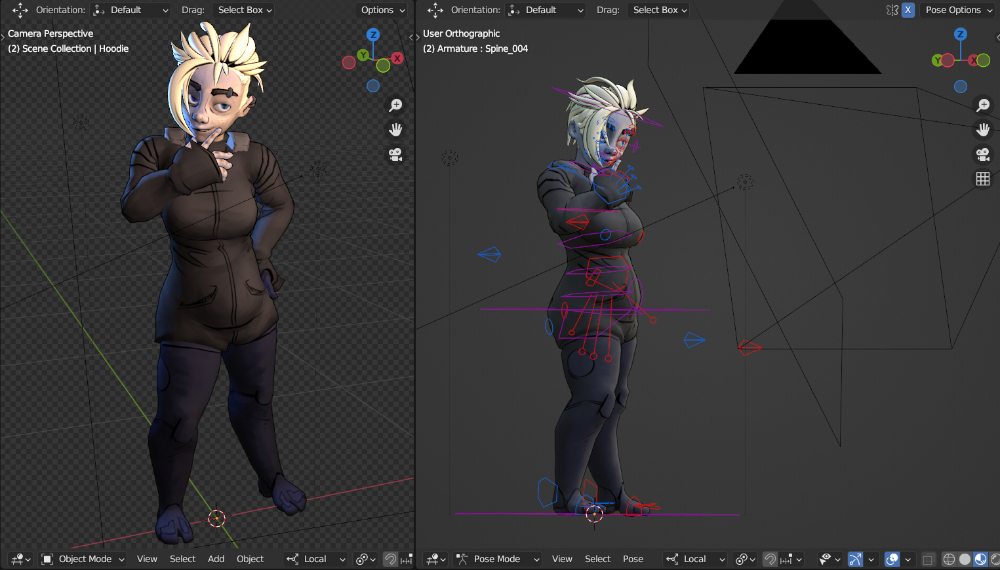 Orientation: Default Drag: Select Box Options
Camera Perspective
(2) Scene Collection | Hoodie
Z
Y
X
Object Mode View Select Add Object Local
Orientation: Default Drag: Select Box X Pose Options
User Orthographic
(2) Armature : Spine_004
Z
Y
X
Pose Mode View Select Pose Local